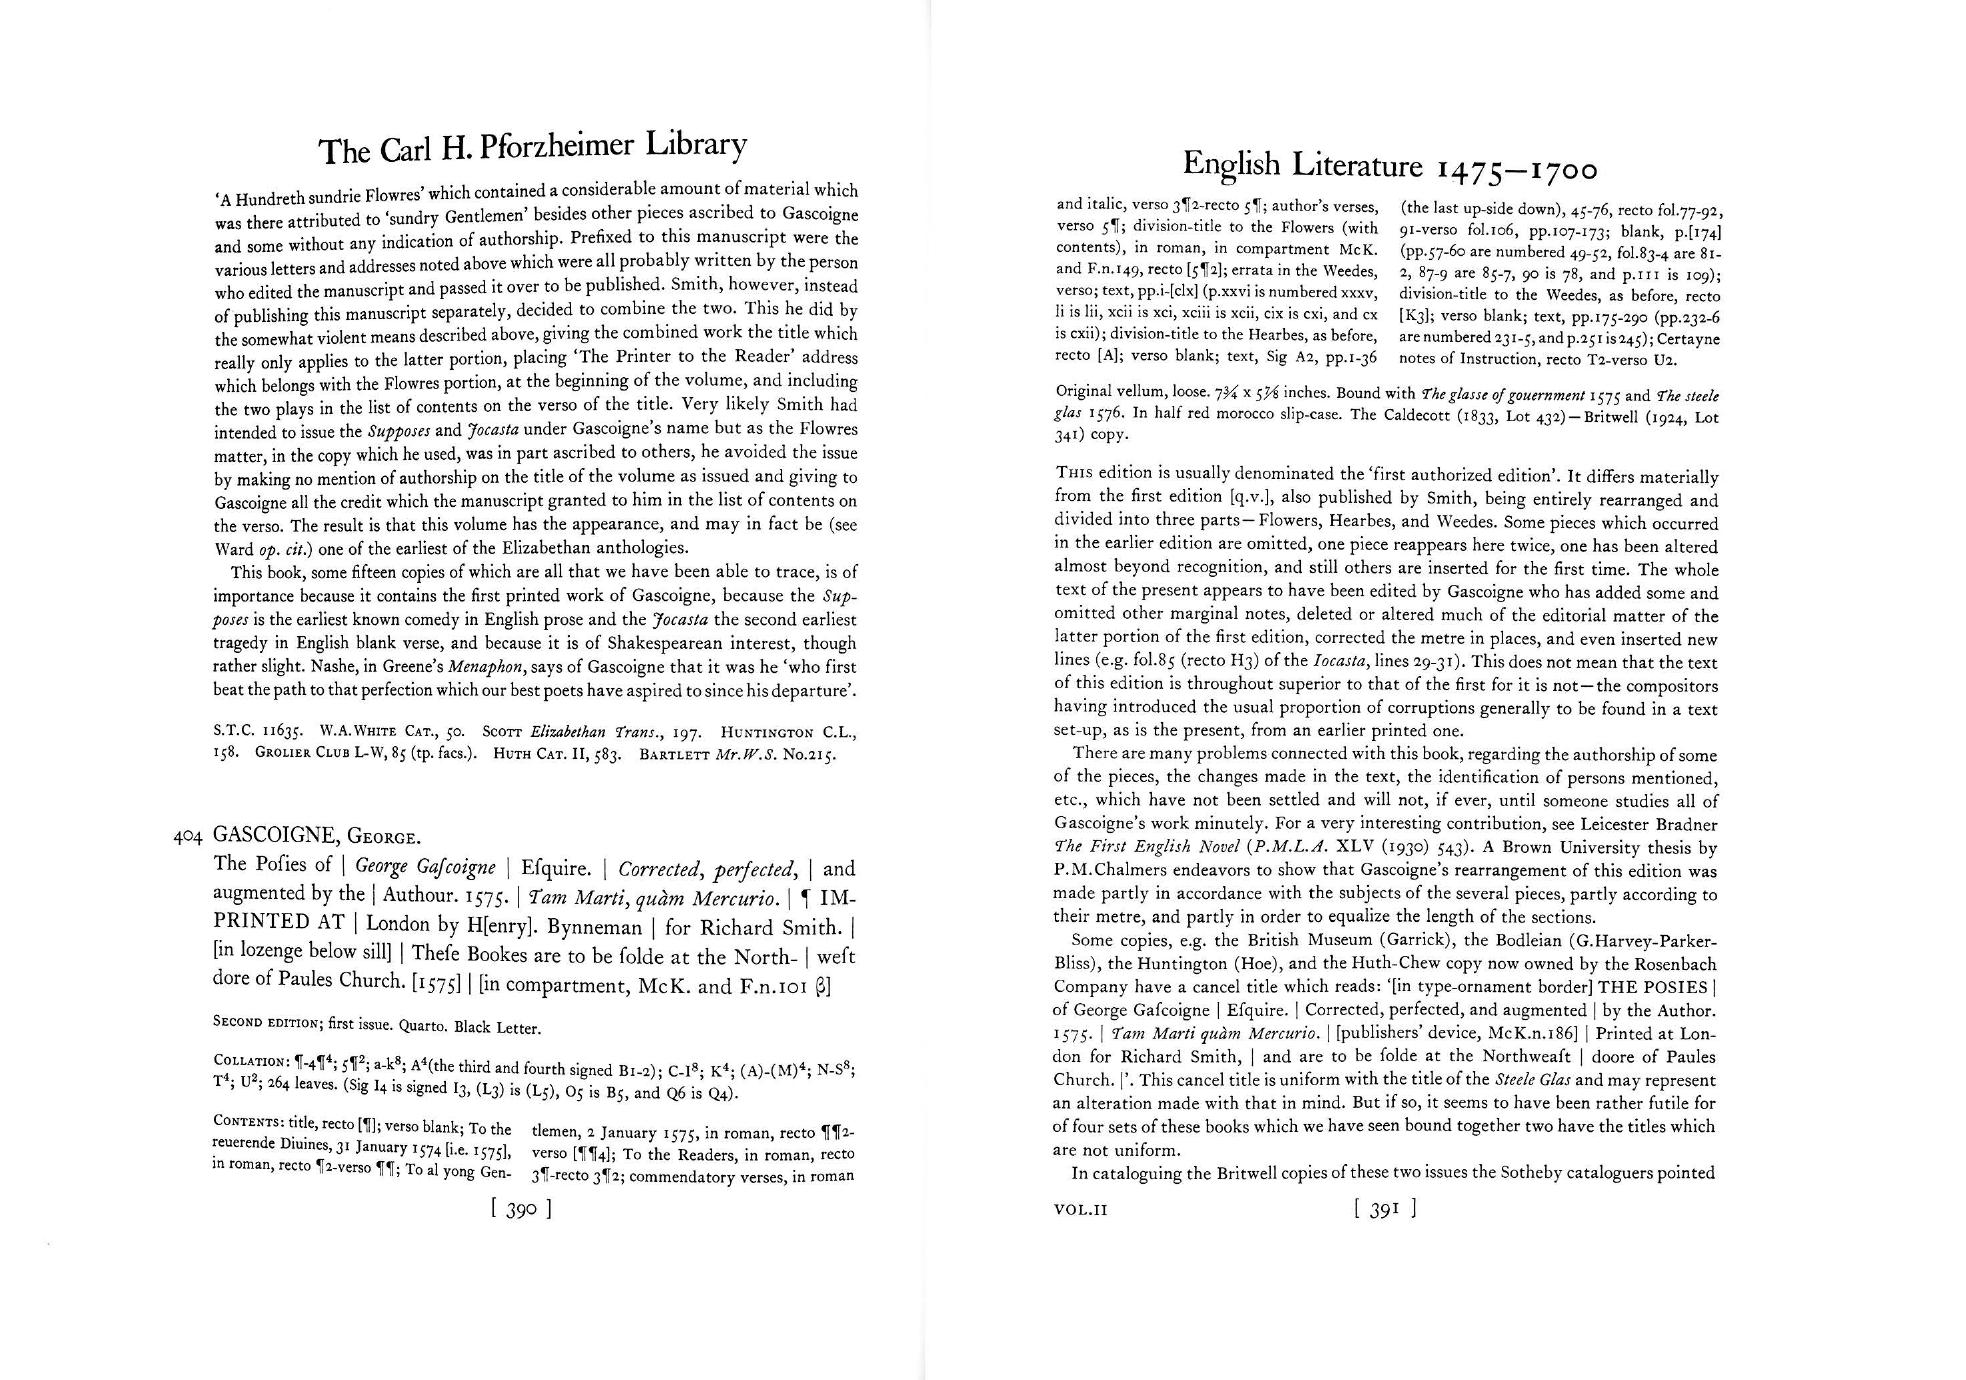 The Carl H. Pforzheimer Library
‘A Hundreth sundrie Flowres’ which contained a considerable amount of material which
was there attributed to ‘sundry Gentlemen’ besides other pieces ascribed to Gascoigne
and some without any indication of authorship. Prefixed to this manuscript were the
various letters and addresses noted above which were all probably written by the person
who edited the manuscript and passed it over to be published. Smith, however, instead
of publishing this manuscript separately, decided to combine the two. This he did by
the somewhat violent means described above, giving the combined work the title which
really only applies to the latter portion, placing ‘The Printer to the Reader’ address
which belongs with the Flowres portion, at the beginning of the volume, and including
the two plays in the list of contents on the verso of the title. Very likely Smith had
intended to issue the Supposes and Jocasta under Gascoigne’s name but as the Flowres
matter, in the copy which he used, was in part ascribed to others, he avoided the issue
by making no mention of authorship on the title of the volume as issued and giving to
Gascoigne all the credit which the manuscript granted to him in the list of contents on
the verso. The result is that this volume has the appearance, and may in fact be (see
Ward op. cit.) one of the earliest of the Elizabethan anthologies.
This book, some fifteen copies of which are all that we have been able to trace, is of
importance because it contains the first printed work of Gascoigne, because the Sup-
poses is the earliest known comedy in English prose and the Jocasta the second earliest
tragedy in English blank verse, and because it is of Shakespearean interest, though
rather slight. Nashe, in Greene’s Menaphon, says of Gascoigne that it was he ‘who first
beat the path to that perfection which our best poets have aspired to since his departure’.
S.T.C. 11635. W.A.WHITE CAT., 50. SCOTT Elizabethan Trans., 197. HUNTINGTON C.L.,
158. GROLIER CLUB L-W, 85 (tp. facs.). HUTH CAT. II, 583. BARTLETT Mr.W.S. No.215.
404 GASCOIGNE, GEORGE.
The Poſies of | George Gaſcoigne | Eſquire. | Corrected, perfected, | and
augmented by the | Authour. 1575. | Tam Marti, quàm Mercurio. | ¶ IM-
PRINTED AT | London by H[enry]. Bynneman | for Richard Smith. |
[in lozenge below sill] | Theſe Bookes are to be ſolde at the North- | weſt
dore of Paules Church. [1575] | [in compartment, McK. and F.n.101 β]
SECOND EDITION; first issue. Quarto. Black Letter.
COLLATION: ¶-4¶⁴; 5¶²; a-k⁸; A⁴(the third and fourth signed B1-2); C-I⁸; K⁴; (A)-(M)⁴; N-S⁸;
T⁴; U²; 264 leaves. (Sig I4 is signed I3, (L3) is (L5), O5 is B5, and Q6 is Q4).
CONTENTS: title, recto [¶]; verso blank; To the
reuerende Diuines, 31 January 1574 [i.e. 1575],
in roman, recto ¶2-verso ¶¶; To al yong Gen-
tlemen, 2 January 1575, in roman, recto ¶¶2-
verso [¶¶4]; To the Readers, in roman, recto
3¶-recto 3¶2; commendatory verses, in roman
[ 390 ]
English Literature 1475–1700
and italic, verso 3¶2-recto 5¶; author’s verses,
verso 5¶; division-title to the Flowers (with
contents), in roman, in compartment McK.
and F.n.149, recto [5¶2]; errata in the Weedes,
verso; text, pp.i-[clx] (p.xxvi is numbered xxxv,
li is lii, xcii is xci, xciii is xcii, cix is cxi, and cx
is cxii); division-title to the Hearbes, as before,
recto [A]; verso blank; text, Sig A2, pp.1-36
(the last up-side down), 45-76, recto fol.77-92,
91-verso fol.106, pp.107-173; blank, p.[174]
(pp.57-60 are numbered 49-52, fol.83-4 are 81-
2, 87-9 are 85-7, 90 is 78, and p.111 is 109);
division-title to the Weedes, as before, recto
[K3]; verso blank; text, pp.175-290 (pp.232-6
are numbered 231-5, and p.251 is 245); Certayne
notes of Instruction, recto T2-verso U2.
Original vellum, loose. 7¾ x 5⅞ inches. Bound with The glasse of gouernment 1575 and The steele
glas 1576. In half red morocco slip-case. The Caldecott (1833, Lot 432)—Britwell (1924, Lot
341) copy.
THIS edition is usually denominated the ‘first authorized edition’. It differs materially
from the first edition [q.v.], also published by Smith, being entirely rearranged and
divided into three parts—Flowers, Hearbes, and Weedes. Some pieces which occurred
in the earlier edition are omitted, one piece reappears here twice, one has been altered
almost beyond recognition, and still others are inserted for the first time. The whole
text of the present appears to have been edited by Gascoigne who has added some and
omitted other marginal notes, deleted or altered much of the editorial matter of the
latter portion of the first edition, corrected the metre in places, and even inserted new
lines (e.g. fol.85 (recto H3) of the Iocasta, lines 29-31). This does not mean that the text
of this edition is throughout superior to that of the first for it is not—the compositors
having introduced the usual proportion of corruptions generally to be found in a text
set-up, as is the present, from an earlier printed one.
There are many problems connected with this book, regarding the authorship of some
of the pieces, the changes made in the text, the identification of persons mentioned,
etc., which have not been settled and will not, if ever, until someone studies all of
Gascoigne’s work minutely. For a very interesting contribution, see Leicester Bradner
The First English Novel (P.M.L.A. XLV (1930) 543). A Brown University thesis by
P.M.Chalmers endeavors to show that Gascoigne’s rearrangement of this edition was
made partly in accordance with the subjects of the several pieces, partly according to
their metre, and partly in order to equalize the length of the sections.
Some copies, e.g. the British Museum (Garrick), the Bodleian (G.Harvey-Parker-
Bliss), the Huntington (Hoe), and the Huth-Chew copy now owned by the Rosenbach
Company have a cancel title which reads: ‘[in type-ornament border] THE POSIES |
of George Gaſcoigne | Eſquire. | Corrected, perfected, and augmented | by the Author.
1575. | Tam Marti quàm Mercurio. | [publishers’ device, McK.n.186] | Printed at Lon-
don for Richard Smith, | and are to be ſolde at the Northweaſt | doore of Paules
Church. |’. This cancel title is uniform with the title of the Steele Glas and may represent
an alteration made with that in mind. But if so, it seems to have been rather futile for
of four sets of these books which we have seen bound together two have the titles which
are not uniform.
In cataloguing the Britwell copies of these two issues the Sotheby cataloguers pointed
VOL.II
[ 391 ]